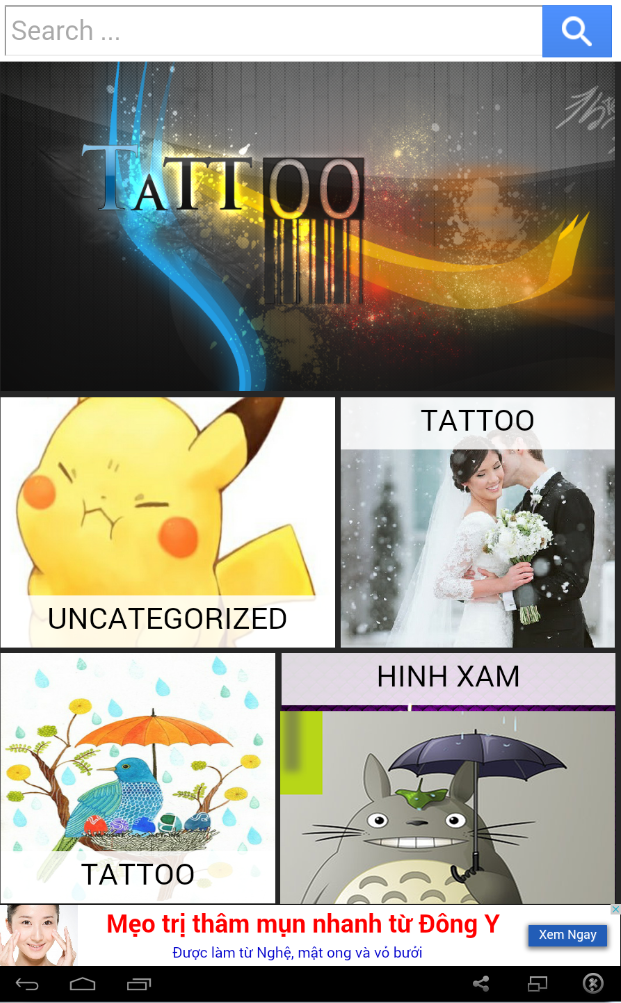 Search ...
TATTOO
UNCATEGORIZED
TATTOO
TATTOO
HINH XAM
Mẹo trị thâm mụn nhanh từ Đông Y
Được làm từ Nghệ, mật ong và vỏ bưởi
Xem Ngay